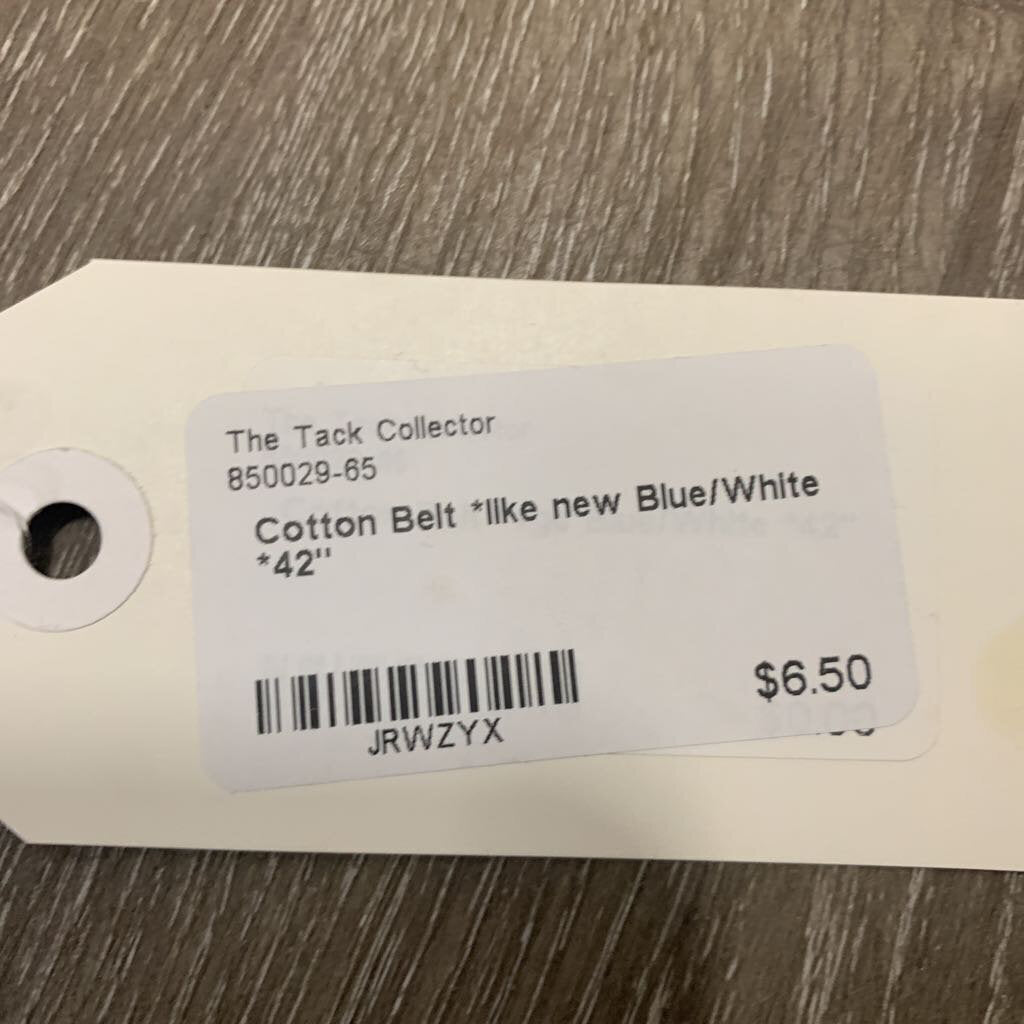 The Tack Collector
850029-65
Cotton Belt *like new Blue/White
*42"
$6.50
JRWZYX